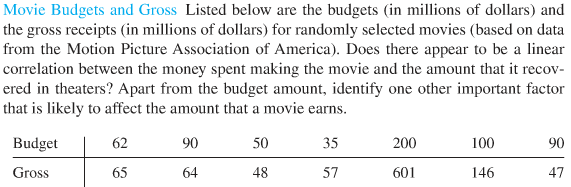 Movie Budgets and Gross Listed below are the budgets (in millions of dollars) and
the gross receipts (in millions of dollars) for randomly selected movies (based on data
from the Motion Picture Association of America). Does there appear to be a linear
correlation between the money spent making the movie and the amount that it recov-
ered in theaters? Apart from the budget amount, identify one other important factor
that is likely to affect the amount that a movie earns.
Budget 62 90 50 35 200 100 90
Gross 65 64 48 57 601 146 47